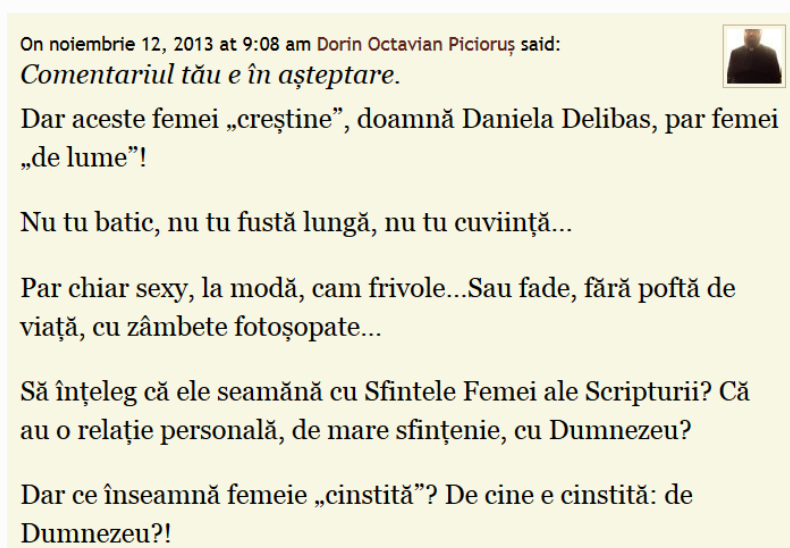 On noiembrie 12, 2013 at 9:08 am Dorin Octavian Picioruș said:
Comentariul tău e în așteptare.
Dar aceste femei „creștine”, doamnă Daniela Delibas, par femei
„de lume”!
Nu tu batic, nu tu fustă lungă, nu tu cuviință…
Par chiar sexy, la modă, cam frivole…Sau fade, fără poftă de
viață, cu zâmbete fotoșopate…
Să înțeleg că ele seamănă cu Sfintele Femei ale Scripturii? Că
au o relație personală, de mare sfințenie, cu Dumnezeu?
Dar ce înseamnă femeie „cinstită”? De cine e cinstită: de
Dumnezeu?!